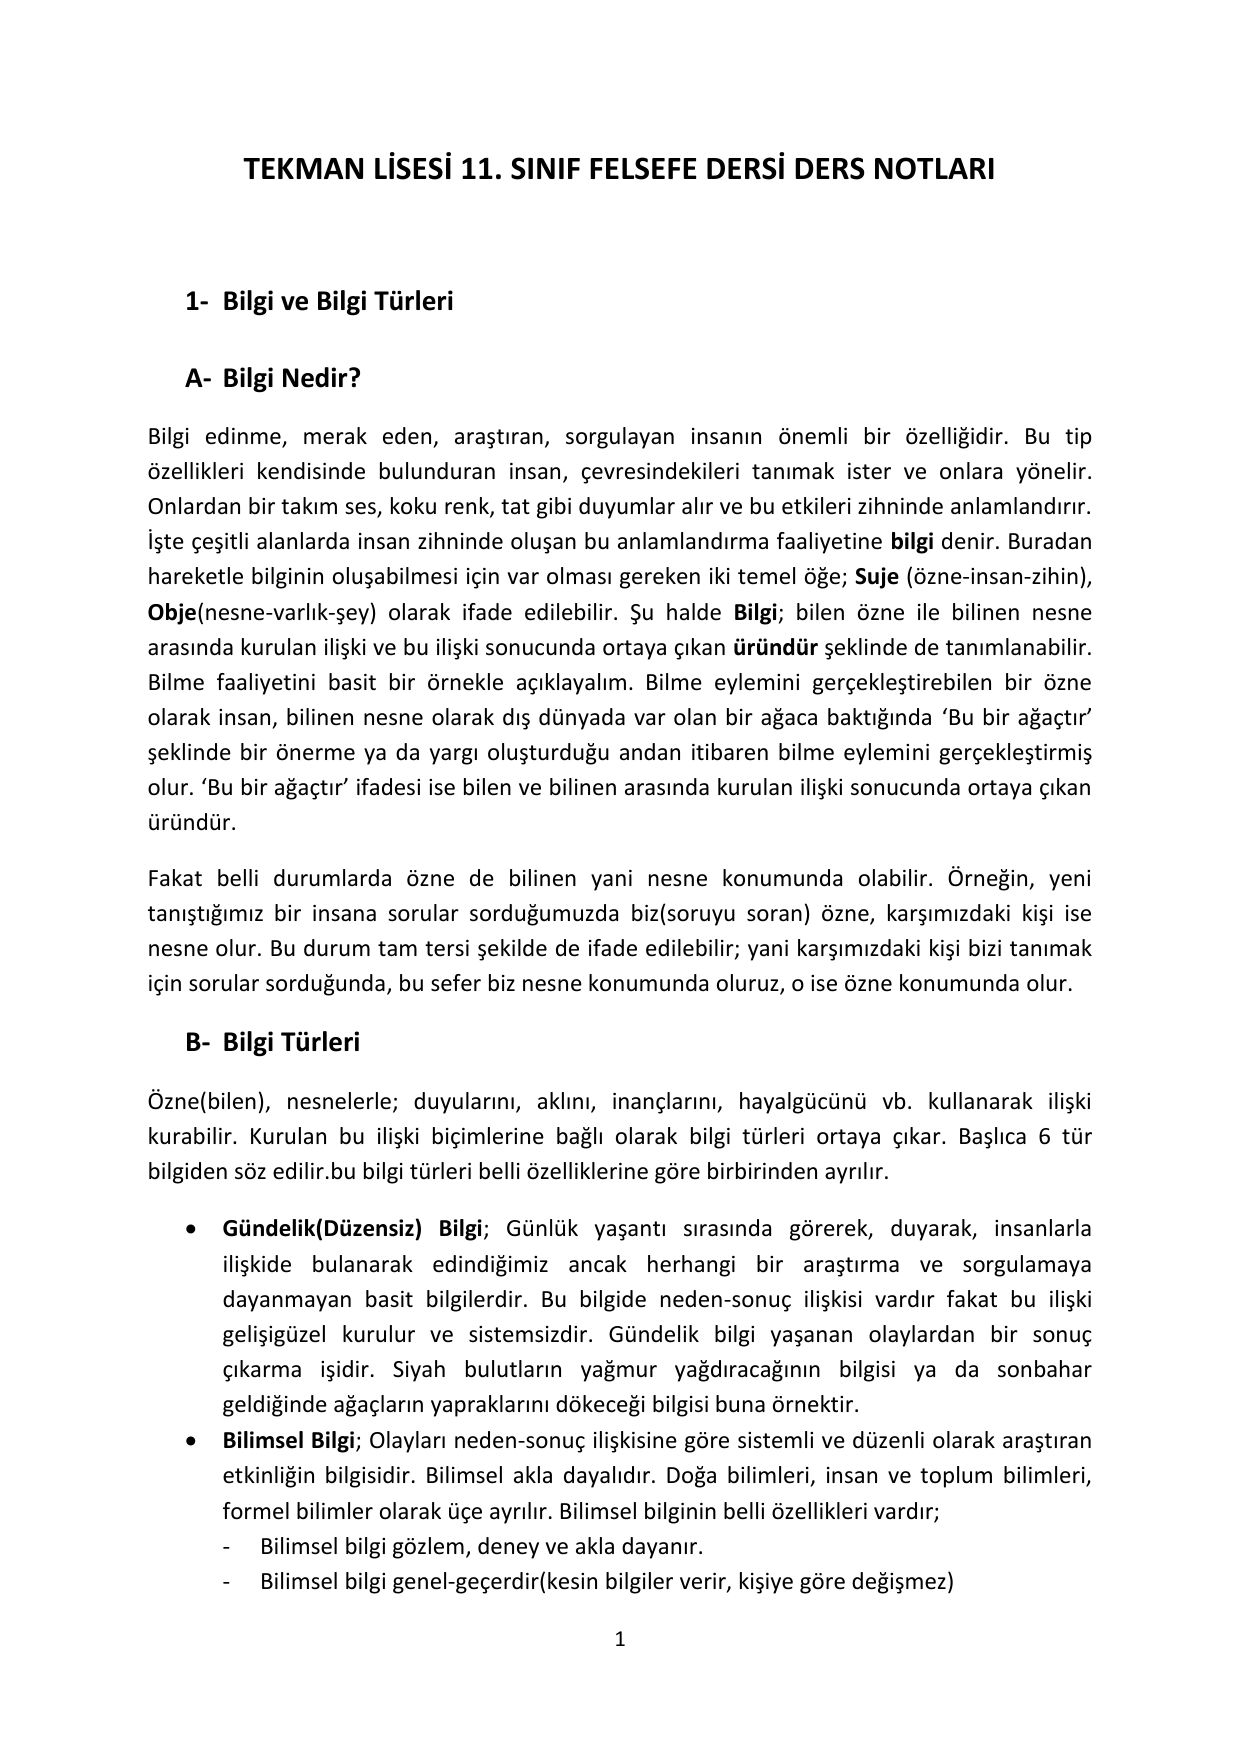 TEKMAN LİSESİ 11. SINIF FELSEFE DERSİ DERS NOTLARI
1- Bilgi ve Bilgi Türleri
A- Bilgi Nedir?
Bilgi edinme, merak eden, araştıran, sorgulayan insanın önemli bir özelliğidir. Bu tip
özellikleri kendisinde bulunduran insan, çevresindekileri tanımak ister ve onlara yönelir.
Onlardan bir takım ses, koku renk, tat gibi duyumlar alır ve bu etkileri zihninde anlamlandırır.
İşte çeşitli alanlarda insan zihninde oluşan bu anlamlandırma faaliyetine bilgi denir. Buradan
hareketle bilginin oluşabilmesi için var olması gereken iki temel öğe; Suje (özne-insan-zihin),
Obje(nesne-varlık-şey) olarak ifade edilebilir. Şu halde Bilgi; bilen özne ile bilinen nesne
arasında kurulan ilişki ve bu ilişki sonucunda ortaya çıkan üründür şeklinde de tanımlanabilir.
Bilme faaliyetini basit bir örnekle açıklayalım. Bilme eylemini gerçekleştirebilen bir özne
olarak insan, bilinen nesne olarak dış dünyada var olan bir ağaca baktığında ‘Bu bir ağaçtır’
şeklinde bir önerme ya da yargı oluşturduğu andan itibaren bilme eylemini gerçekleştirmiş
olur. ‘Bu bir ağaçtır’ ifadesi ise bilen ve bilinen arasında kurulan ilişki sonucunda ortaya çıkan
üründür.
Fakat belli durumlarda özne de bilinen yani nesne konumunda olabilir. Örneğin, yeni
tanıştığımız bir insana sorular sorduğumuzda biz(soruyu soran) özne, karşımızdaki kişi ise
nesne olur. Bu durum tam tersi şekilde de ifade edilebilir; yani karşımızdaki kişi bizi tanımak
için sorular sorduğunda, bu sefer biz nesne konumunda oluruz, o ise özne konumunda olur.
B- Bilgi Türleri
Özne(bilen), nesnelerle; duyularını, aklını, inançlarını, hayalgücünü vb. kullanarak ilişki
kurabilir. Kurulan bu ilişki biçimlerine bağlı olarak bilgi türleri ortaya çıkar. Başlıca 6 tür
bilgiden söz edilir.bu bilgi türleri belli özelliklerine göre birbirinden ayrılır.
• Gündelik(Düzensiz) Bilgi; Günlük yaşantı sırasında görerek, duyarak, insanlarla
ilişkide bulanarak edindiğimiz ancak herhangi bir araştırma ve sorgulamaya
dayanmayan basit bilgilerdir. Bu bilgide neden-sonuç ilişkisi vardır fakat bu ilişki
gelişigüzel kurulur ve sistemsizdir. Gündelik bilgi yaşanan olaylardan bir sonuç
çıkarma işidir. Siyah bulutların yağmur yağdıracağının bilgisi ya da sonbahar
geldiğinde ağaçların yapraklarını dökeceği bilgisi buna örnektir.
• Bilimsel Bilgi; Olayları neden-sonuç ilişkisine göre sistemli ve düzenli olarak araştıran
etkinliğin bilgisidir. Bilimsel akla dayalıdır. Doğa bilimleri, insan ve toplum bilimleri,
formel bilimler olarak üçe ayrılır. Bilimsel bilginin belli özellikleri vardır;
- Bilimsel bilgi gözlem, deney ve akla dayanır.
- Bilimsel bilgi genel-geçerdir(kesin bilgiler verir, kişiye göre değişmez)
1